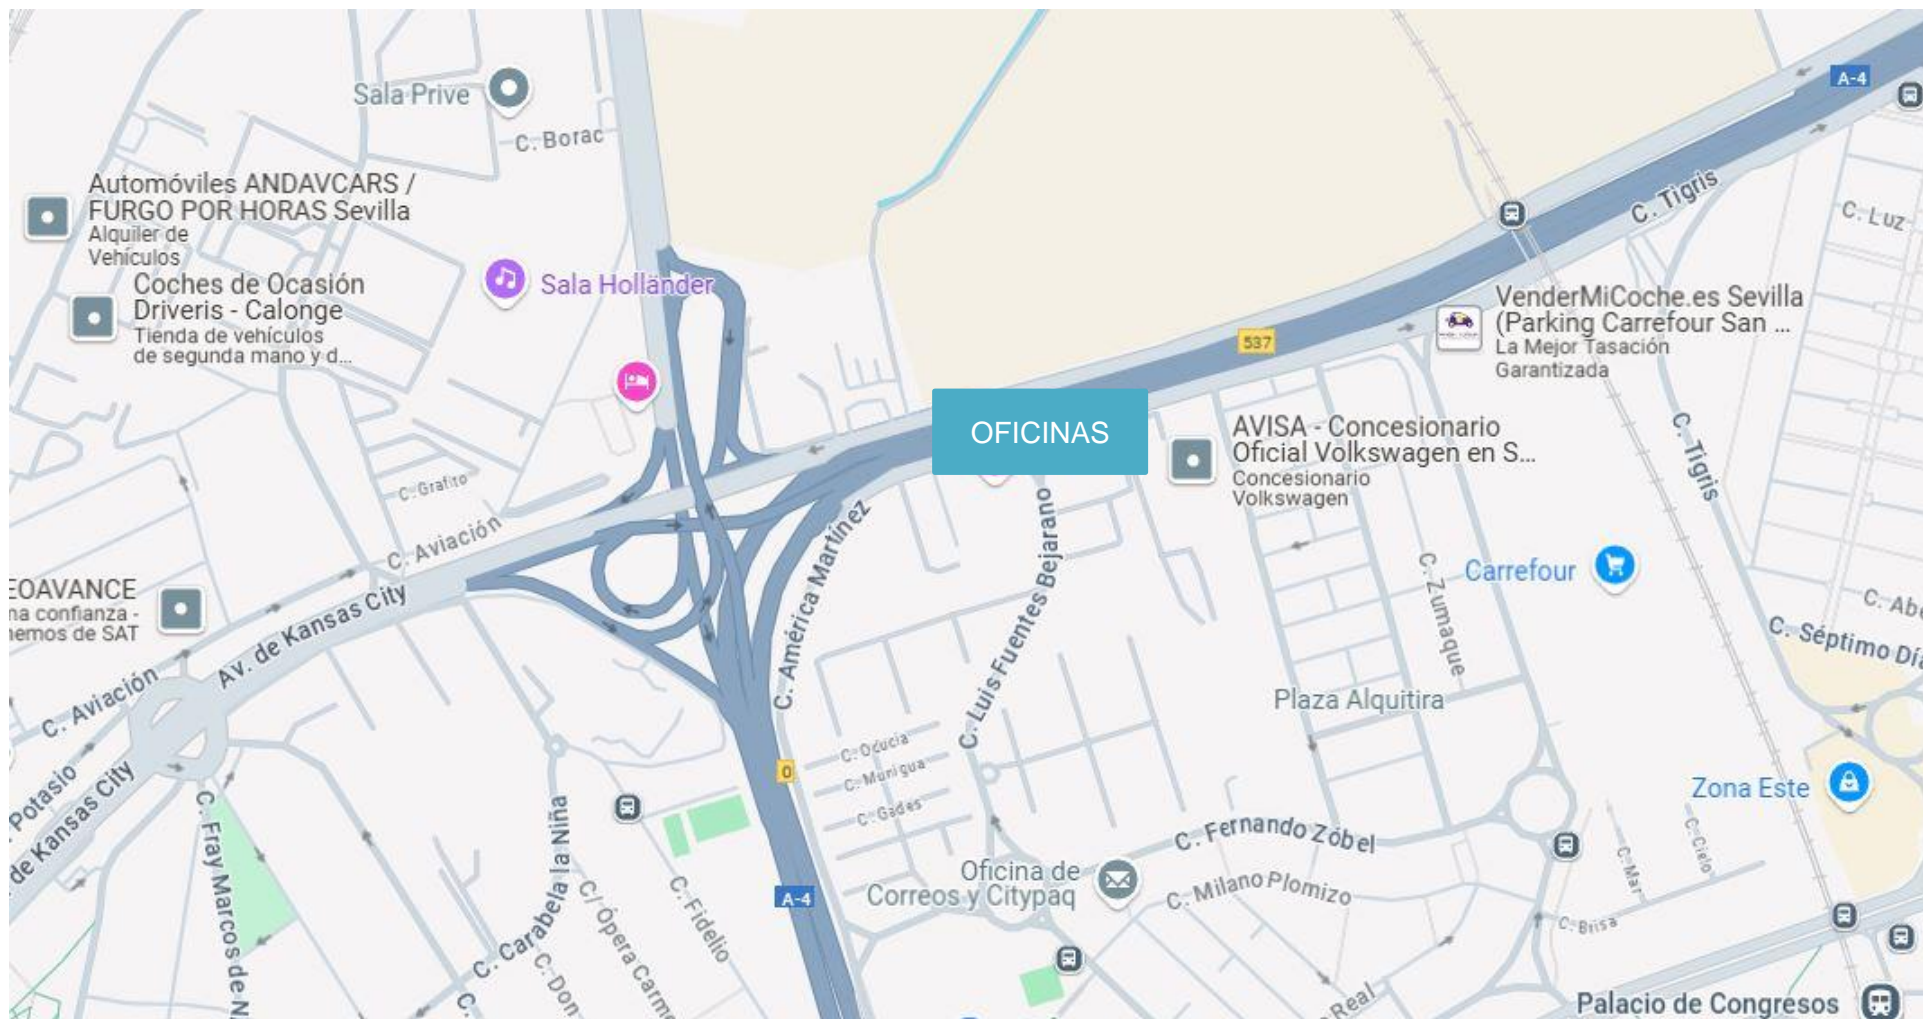 A-4
Sala Prive
C. Borac
Automóviles ANDAVCARS /
FURGO POR HORAS Sevilla
Alquiler de
Vehículos
C. Tigris
C. Luz
Coches de Ocasión
Driveris - Calonge
Tienda de vehículos
de segunda mano y d...
Sala Holländer
VenderMiCoche.es Sevilla
(Parking Carrefour San ...
La Mejor Tasación
Garantizada
537
OFICINAS
AVISA - Concesionario
Oficial Volkswagen en S...
Concesionario
Volkswagen
C. Tigris
C. Grafito
C. Aviación
C. América Martínez
C. Luis Fuentes Bejarano
C. Zumaque
Carrefour
EOAVANCE
na confianza -
nemos de SAT
Av. de Kansas City
C. Séptimo Día
C. Aviación
Plaza Alquitira
C. Ocucia
C. Munigua
C. Gades
0
Potasio
de Kansas City
Zona Este
C. Fray Marcos de N
C. Carabela la Niña
C. Fernando Zóbel
C. Mar
C. Cielo
Oficina de
Correos y Citypaq
C. Milano Plomizo
A-4
C/ Ópera Carm
C. Fidelio
C. Brisa
C. Don
C.
Real
Palacio de Congresos